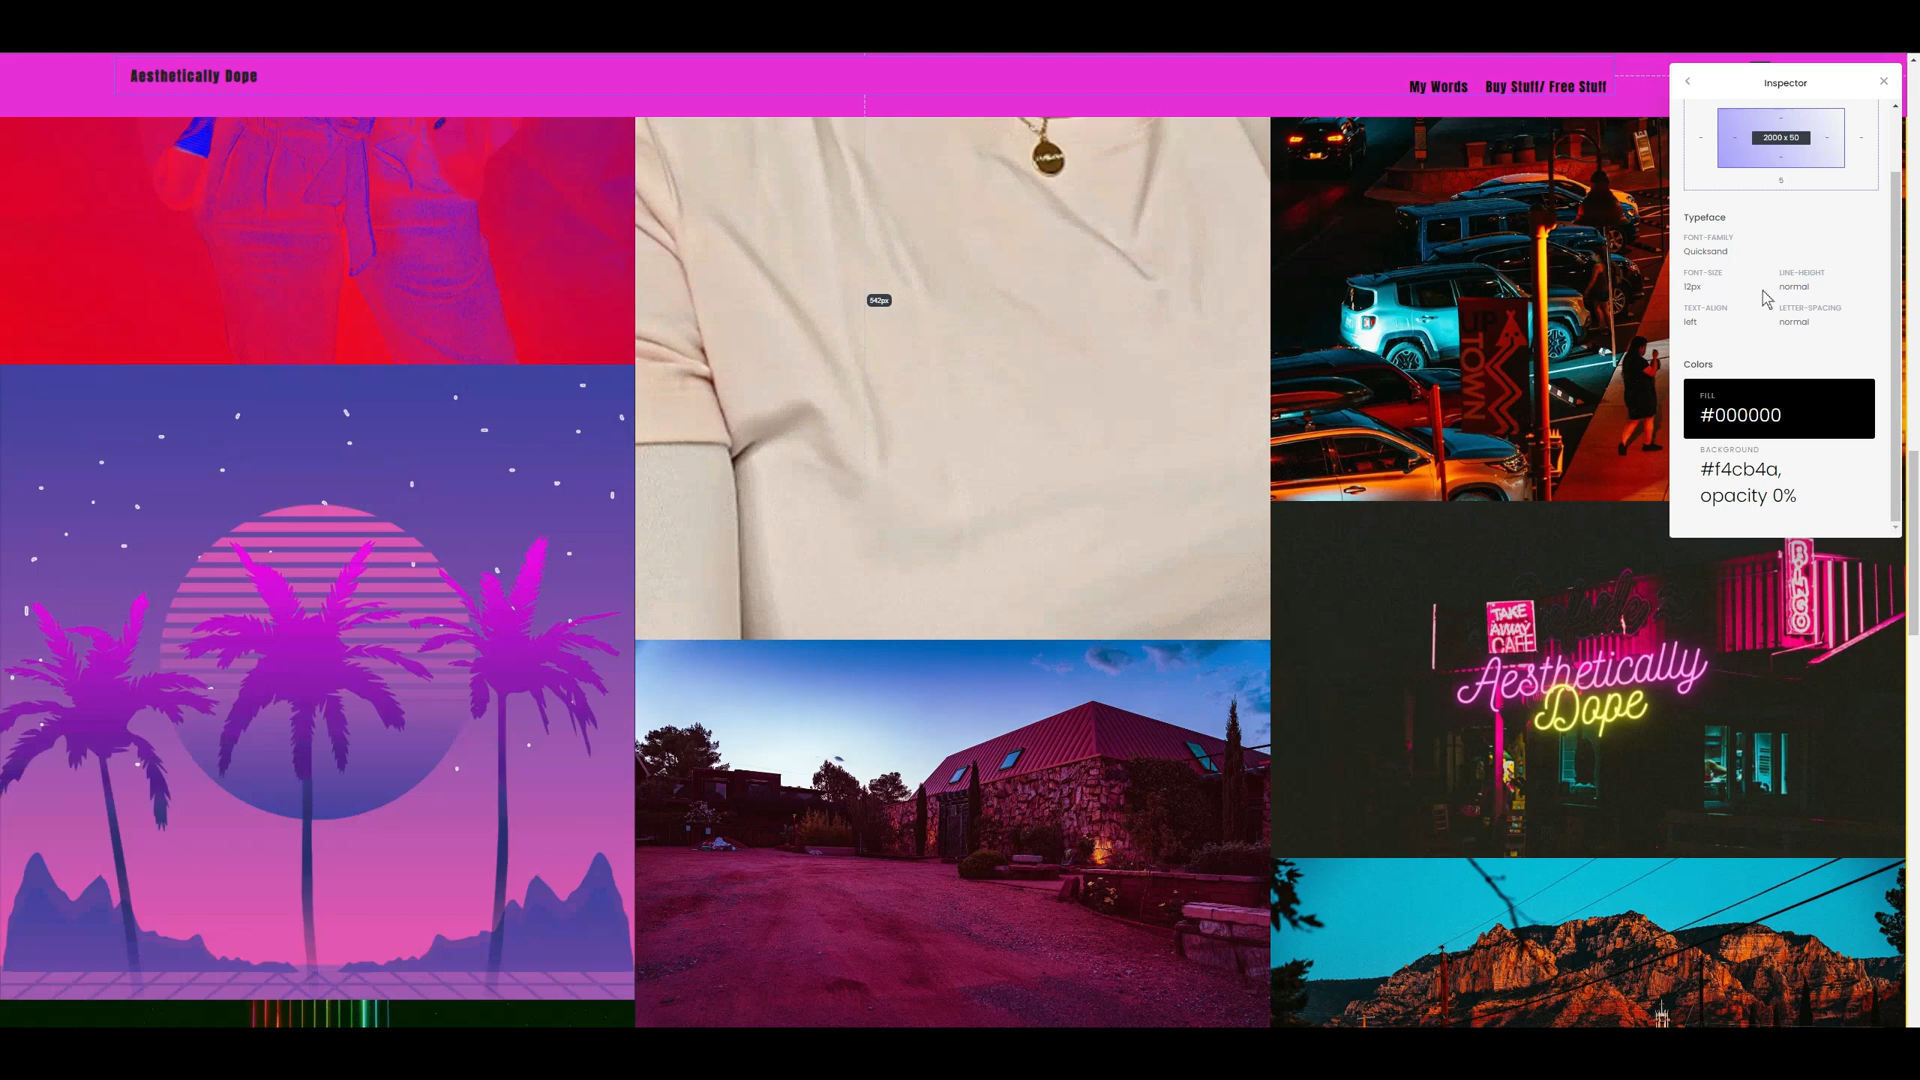 Aesthetically Dope
My Words
Buy Stuff/ Free Stuff
Inspector
2000 x 50
5
Typeface
FONT-FAMILY
Quicksand
FONT-SIZE
LINE-HEIGHT
12px
normal
TEXT-ALIGN
LETTER-SPACING
left
normal
Colors
FILL
#000000
BACKGROUND
#f4cb4a,
opacity 0%
542px
UP
TOWN
BINGO
TAKE
AWAY
CAFE
Aesthetically
Dope